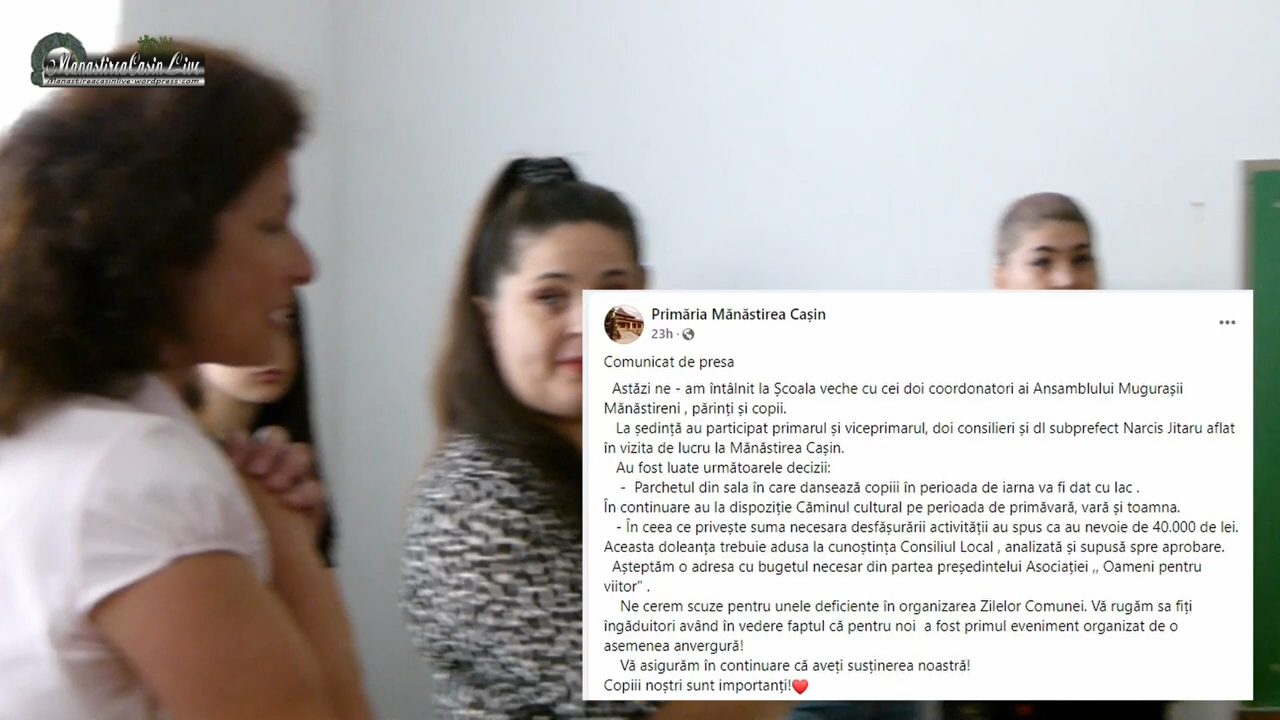 ManastireaCasin Live
Manastireacasinlive.wordpress.com
Primăria Mănăstirea Cașin
23h ·
Comunicat de presa
Astăzi ne - am întâlnit la Școala veche cu cei doi coordonatori ai Ansamblului Mugurașii
Mănăstireni , părinți și copii.
La ședință au participat primarul și viceprimarul, doi consilieri și dl subprefect Narcis Jitaru aflat
în vizita de lucru la Mănăstirea Cașin.
Au fost luate următoarele decizii:
- Parchetul din sala în care dansează copiii în perioada de iarna va fi dat cu lac .
În continuare au la dispoziție Căminul cultural pe perioada de primăvară, vară și toamna.
- În ceea ce privește suma necesara desfășurării activității au spus ca au nevoie de 40.000 de lei.
Aceasta doleanța trebuie adusa la cunoștința Consiliul Local , analizată și supusă spre aprobare.
Așteptăm o adresa cu bugetul necesar din partea președintelui Asociației ,, Oameni pentru
viitor" .
Ne cerem scuze pentru unele deficiente în organizarea Zilelor Comunei. Vă rugăm sa fiți
îngăduitori având în vedere faptul că pentru noi a fost primul eveniment organizat de o
asemenea anvergură!
Vă asigurăm în continuare că aveți susținerea noastră!
Copiii noștri sunt importanți!❤️